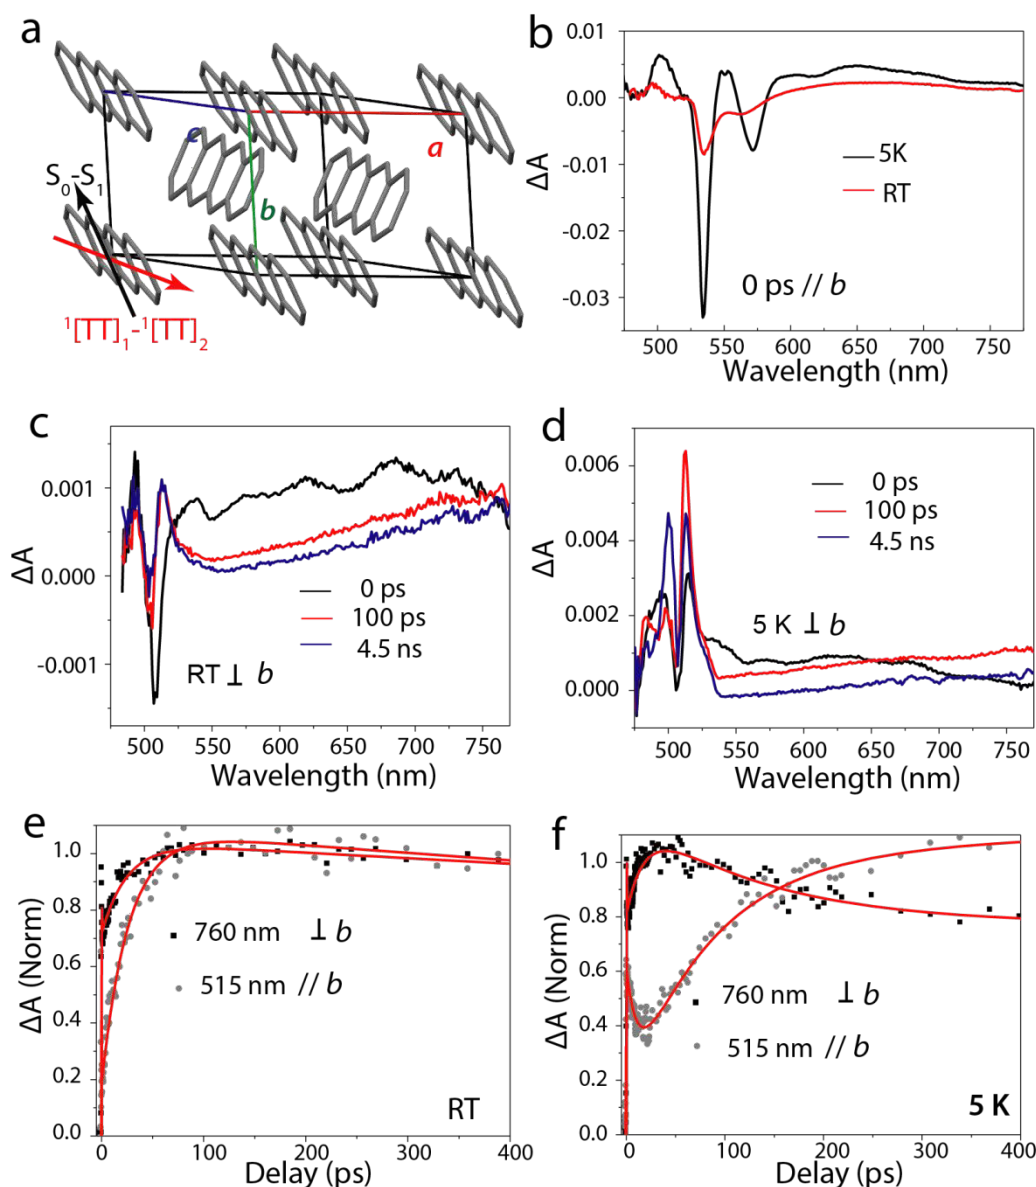 a
c
a
b
S0-S1
1[TT]1-1[TT]2
b
0.01
0.00
-0.01
-0.03
ΔA
5K
RT
0 ps // b
500 550 600 650 700 750
Wavelength (nm)
c
0.001
0.000
-0.001
ΔA
0 ps
100 ps
4.5 ns
RT ⊥ b
500 550 600 650 700 750
Wavelength (nm)
d
0.006
0.004
0.002
0.000
ΔA
0 ps
100 ps
4.5 ns
5 K ⊥ b
500 550 600 650 700 750
Wavelength (nm)
e
1.0
0.8
0.6
0.4
0.2
0.0
ΔA (Norm)
760 nm ⊥ b
515 nm // b
RT
0 100 200 300 400
Delay (ps)
f
1.0
0.8
0.6
0.4
0.2
0.0
ΔA (Norm)
760 nm ⊥ b
515 nm // b
5 K
0 100 200 300 400
Delay (ps)